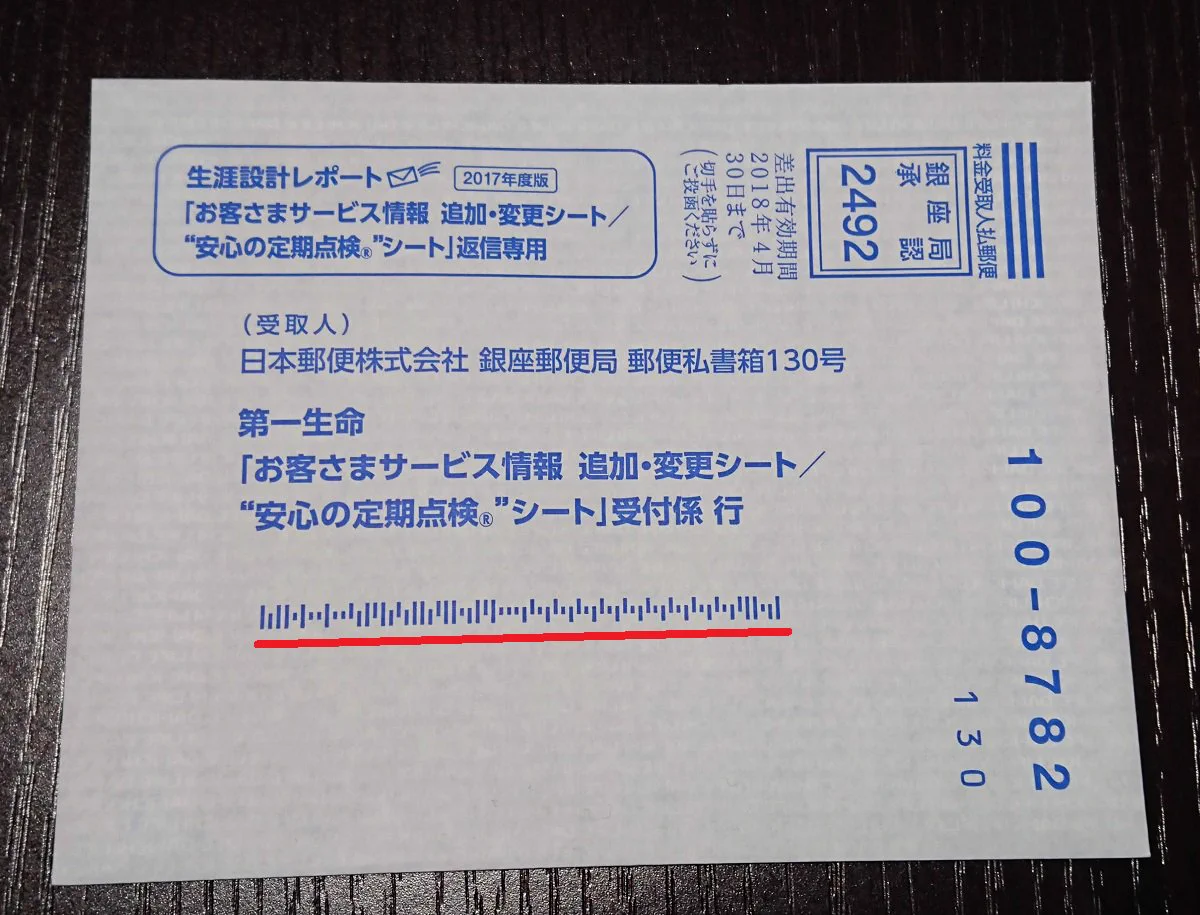 生涯設計レポート 2017年度版
「お客さまサービス情報 追加・変更シート／
“安心の定期点検®”シート」返信専用
料金受取人払郵便
銀座局承認
2492
差出有効期間
2018年4月
30日まで
(切手を貼らずに
ご投函ください)
(受取人)
日本郵便株式会社 銀座郵便局 郵便私書箱130号
第一生命
「お客さまサービス情報 追加・変更シート／
“安心の定期点検®”シート」受付係 行
100-8782
130